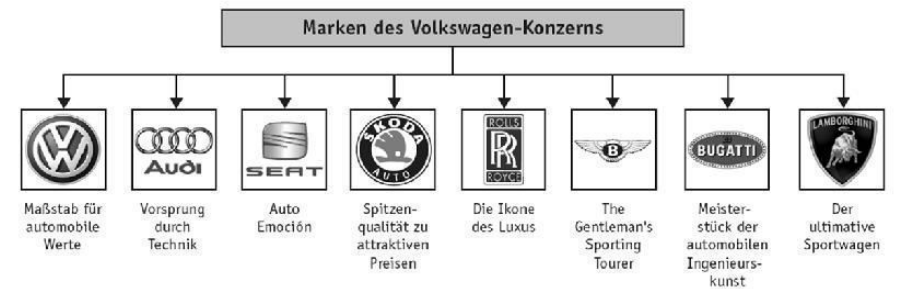 Marken des Volkswagen-Konzerns
Audi
SEAT
ŠKODA
AUTO
ROLLS
RR
ROYCE
B
BUGATTI
LAMBORGHINI
Maßstab für
automobile
Werte
Vorsprung
durch
Technik
Auto
Emoción
Spitzen-
qualität zu
attraktiven
Preisen
Die Ikone
des Luxus
The
Gentleman's
Sporting
Tourer
Meister-
stück der
automobilen
Ingenieurs-
kunst
Der
ultimative
Sportwagen